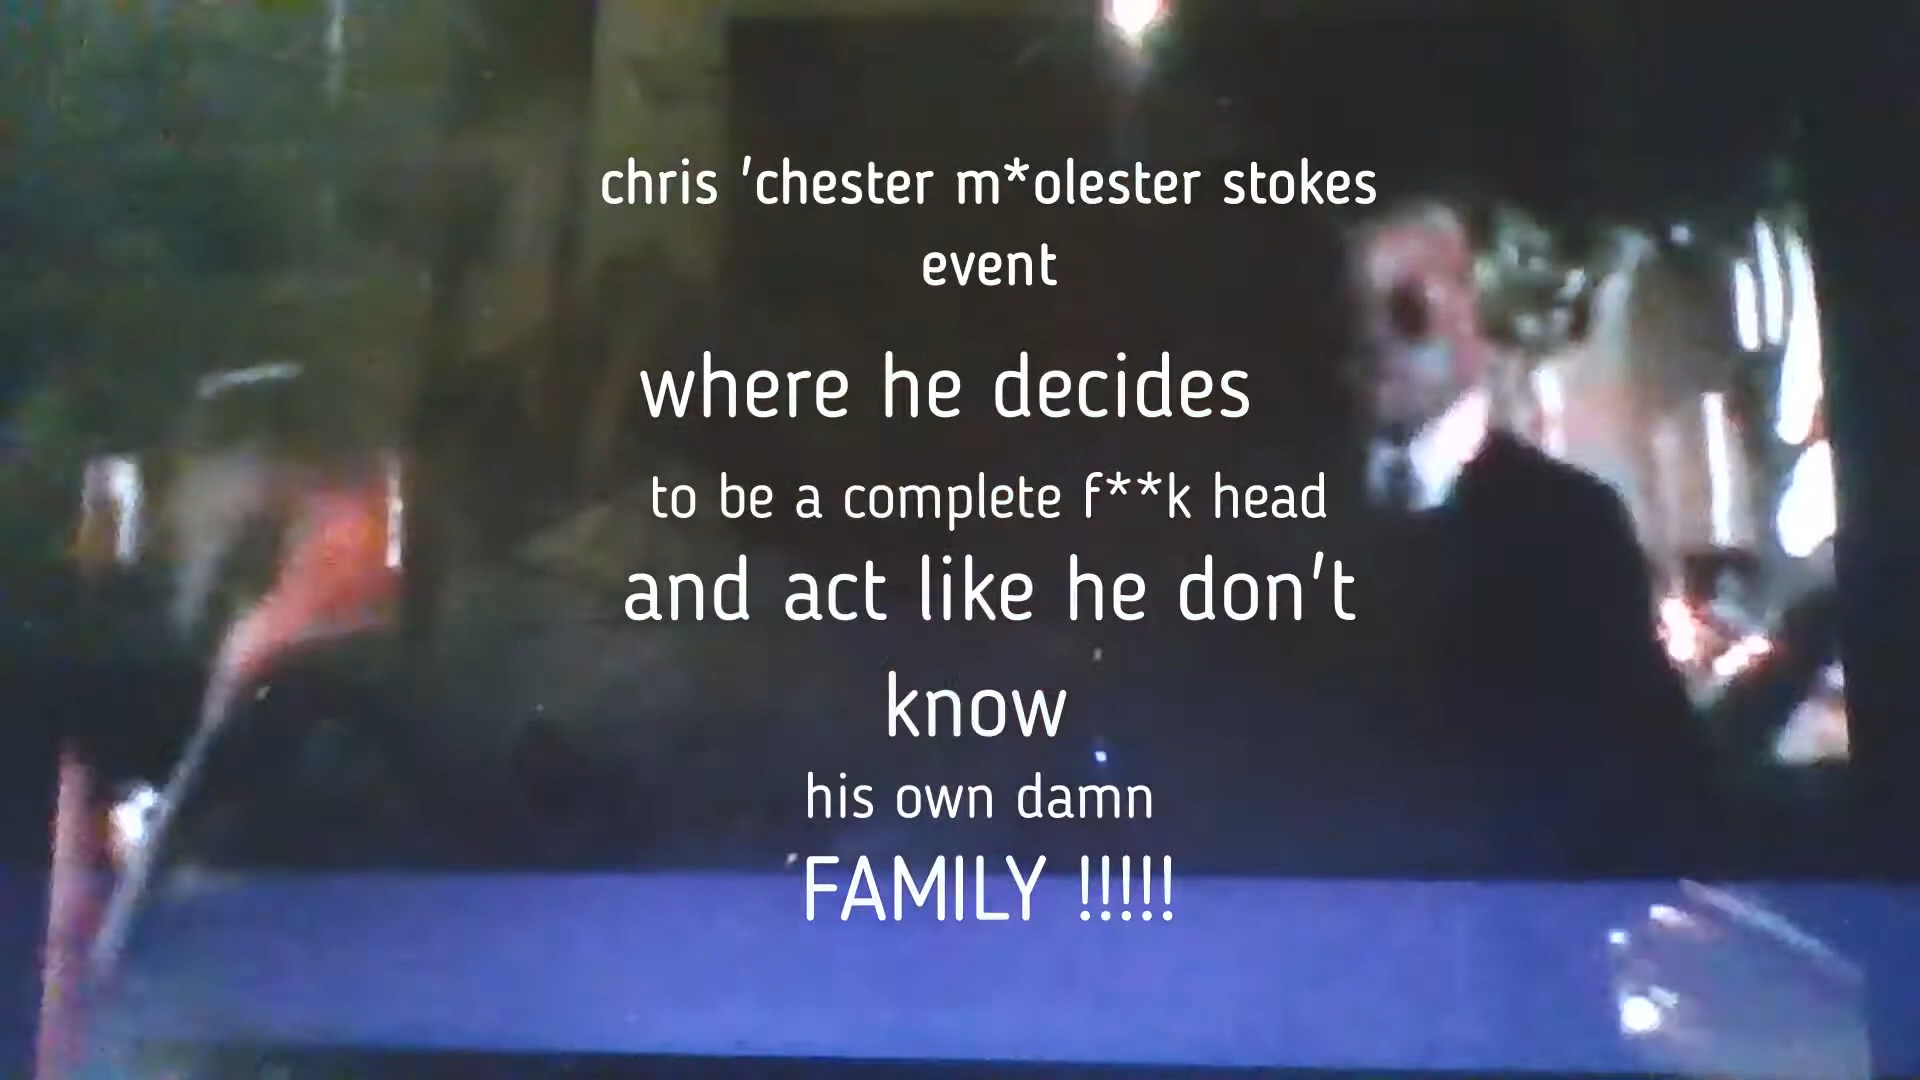 chris 'chester m*olester stokes
event
where he decides
to be a complete f**k head
and act like he don't
know
his own damn
FAMILY !!!!!